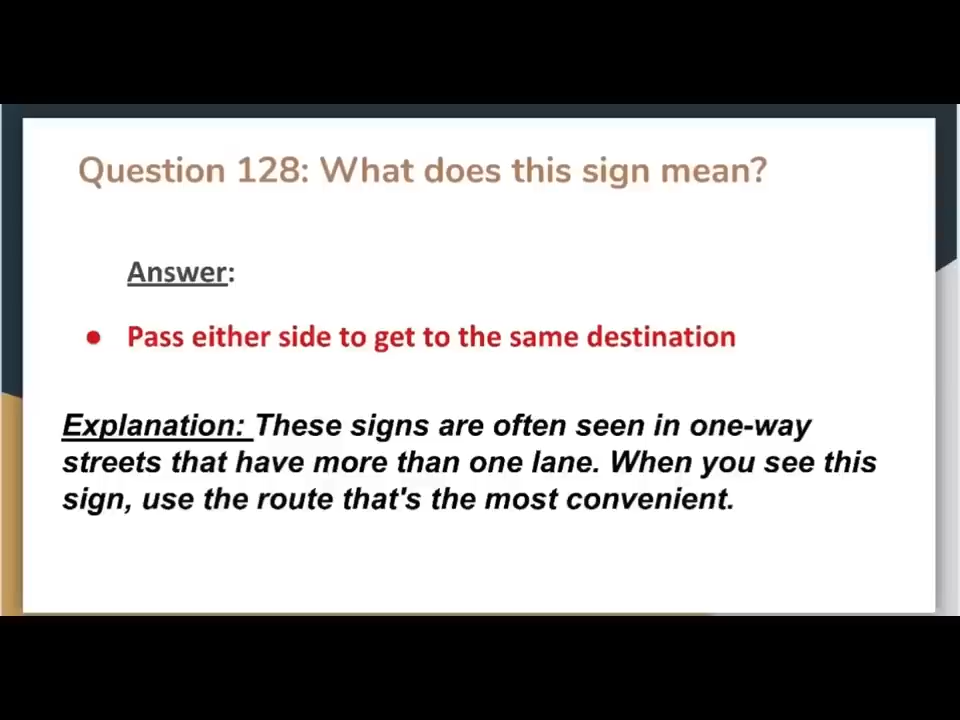 Question 128: What does this sign mean?
Answer:
● Pass either side to get to the same destination
Explanation: These signs are often seen in one-way
streets that have more than one lane. When you see this
sign, use the route that's the most convenient.